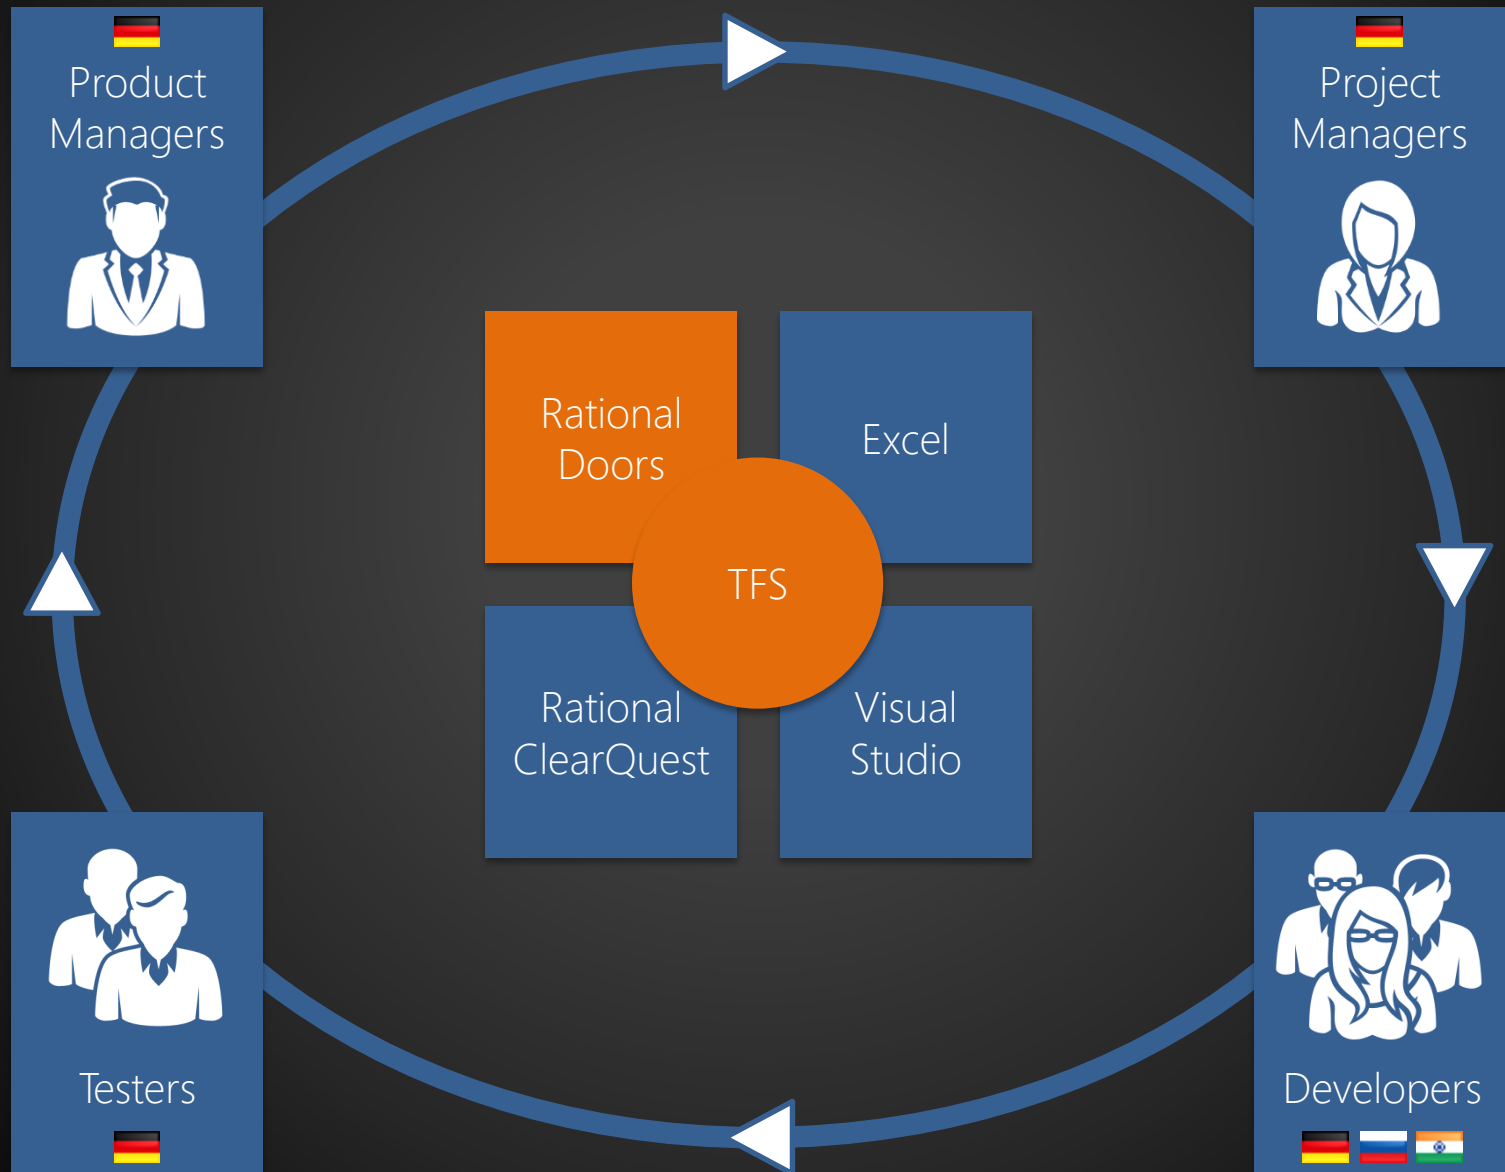 Product
Managers
Project
Managers
Rational
Doors
Excel
TFS
Rational
ClearQuest
Visual
Studio
Testers
Developers